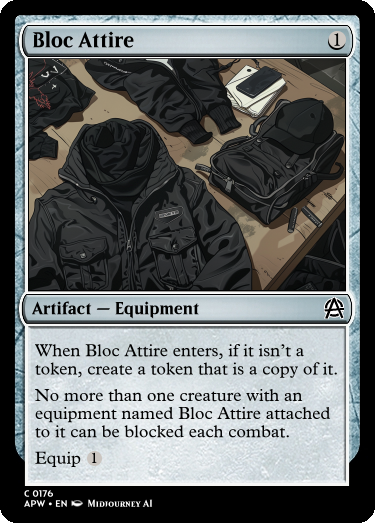 Bloc Attire 1
Artifact — Equipment
When Bloc Attire enters, if it isn't a
token, create a token that is a copy of it.
No more than one creature with an
equipment named Bloc Attire attached
to it can be blocked each combat.
Equip 1
C 0176
APW • EN Midjourney AI